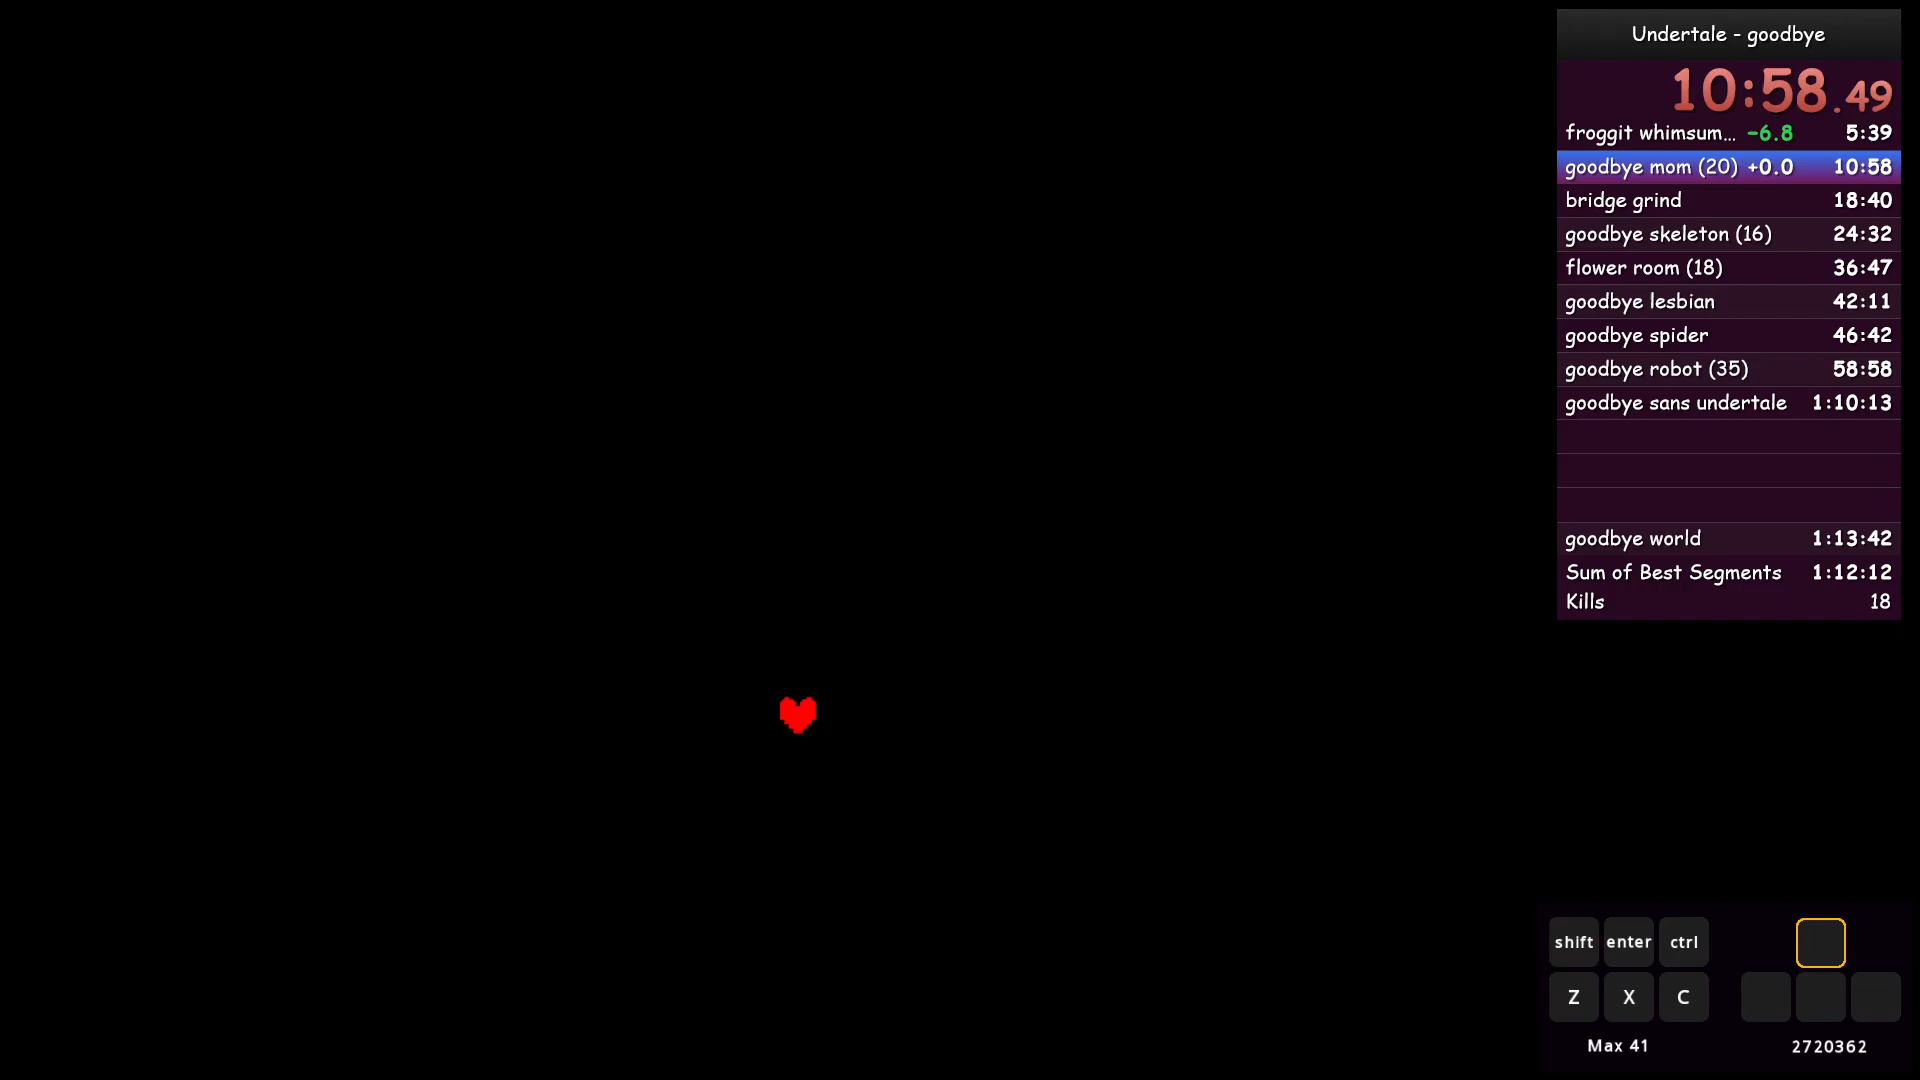 Undertale - goodbye
10:58.49
froggit whimsum... -6.8 5:39
goodbye mom (20) +0.0 10:58
bridge grind 18:40
goodbye skeleton (16) 24:32
flower room (18) 36:47
goodbye lesbian 42:11
goodbye spider 46:42
goodbye robot (35) 58:58
goodbye sans undertale 1:10:13
goodbye world 1:13:42
Sum of Best Segments 1:12:12
Kills 18
shift enter ctrl
Z X C
Max 41 2720362